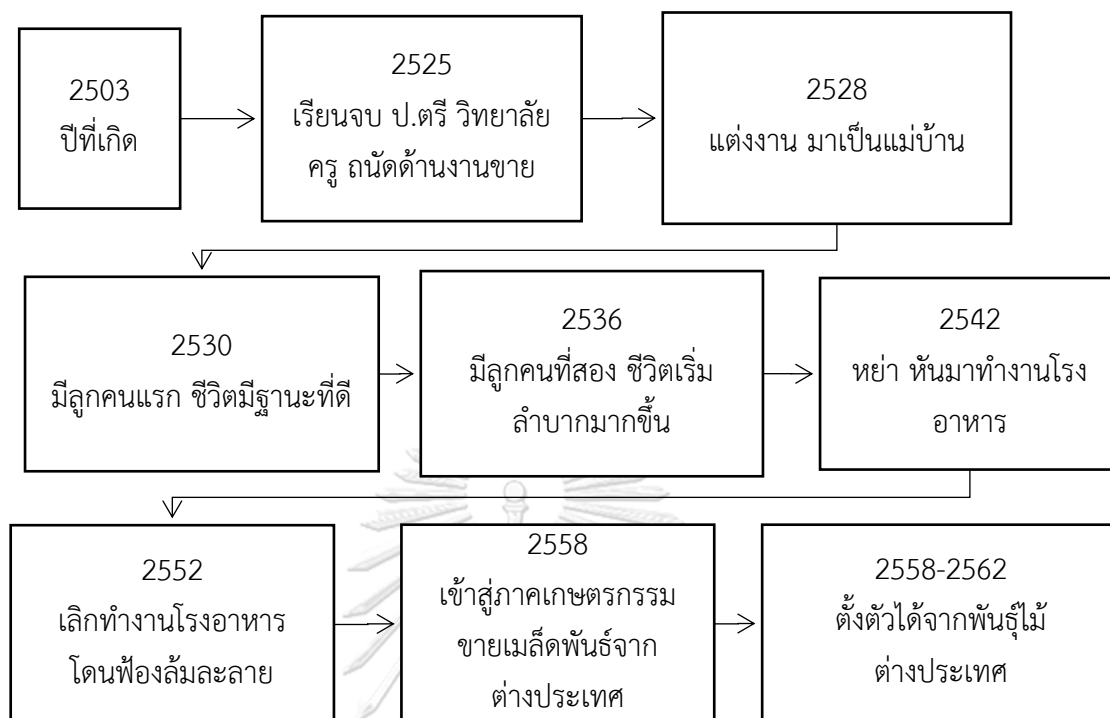 2503
ปีที่เกิด
2525
เรียนจบ ป.ตรี วิทยาลัย
ครู ถนัดด้านงานขาย
2528
แต่งงาน มาเป็นแม่บ้าน
2530
มีลูกคนแรก ชีวิตมีฐานะที่ดี
2536
มีลูกคนที่สอง ชีวิตเริ่ม
ลำบากมากขึ้น
2542
หย่า หันมาทำงานโรง
อาหาร
2552
เลิกทำงานโรงอาหาร
โดนฟ้องล้มละลาย
2558
เข้าสู่ภาคเกษตรกรรม
ขายเมล็ดพันธ์จาก
ต่างประเทศ
2558-2562
ตั้งตัวได้จากพันธุ์ไม้
ต่างประเทศ